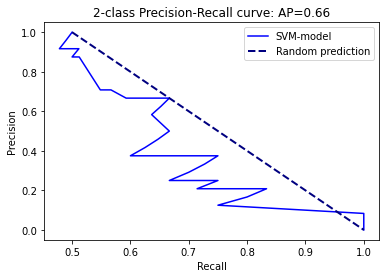 2-class Precision-Recall curve: AP=0.66
SVM-model
Random prediction
Precision
1.0
0.8
0.6
0.4
0.2
0.0
0.5
0.6
0.7
0.8
0.9
1.0
Recall